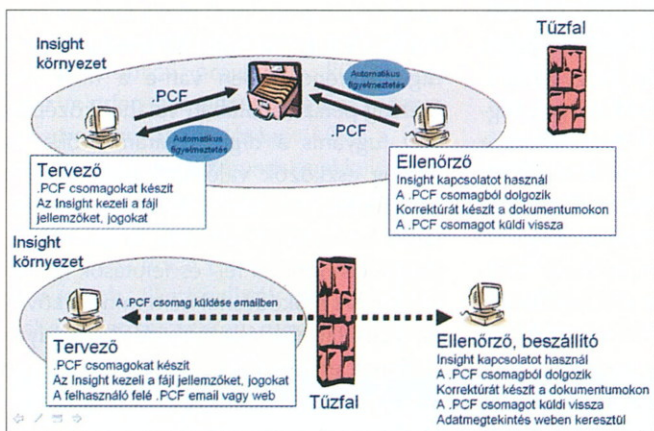 Insight
környezet
Tűzfal
Automatikus
figyelmeztetés
.PCF
.PCF
Automatikus
figyelmeztetés
Tervező
.PCF csomagokat készít
Az Insight kezeli a fájl
jellemzőket, jogokat
Ellenőrző
Insight kapcsolatot használ
A .PCF csomagból dolgozik
Korrektúrát készít a dokumentumokon
A .PCF csomagot küldi vissza
Insight
környezet
A .PCF csomag küldése emailben
Tervező
.PCF csomagokat készít
Az Insight kezeli a fájl jellemzőket, jogokat
A felhasználó felé .PCF email vagy web
Tűzfal
Ellenőrző, beszállító
Insight kapcsolatot használ
A .PCF csomagból dolgozik
Korrektúrát készít a dokumentumokon
A .PCF csomagot küldi vissza
Adatmegtekintés weben keresztül